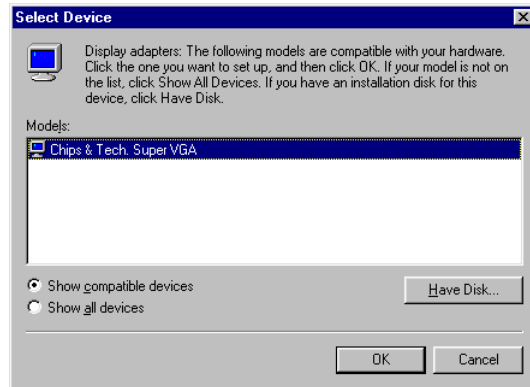 Select Device
Display adapters: The following models are compatible with your hardware.
Click the one you want to set up, and then click OK. If your model is not on
the list, click Show All Devices. If you have an installation disk for this
device, click Have Disk.
Models:
Chips & Tech. Super VGA
Show compatible devices
Have Disk...
Show all devices
OK
Cancel